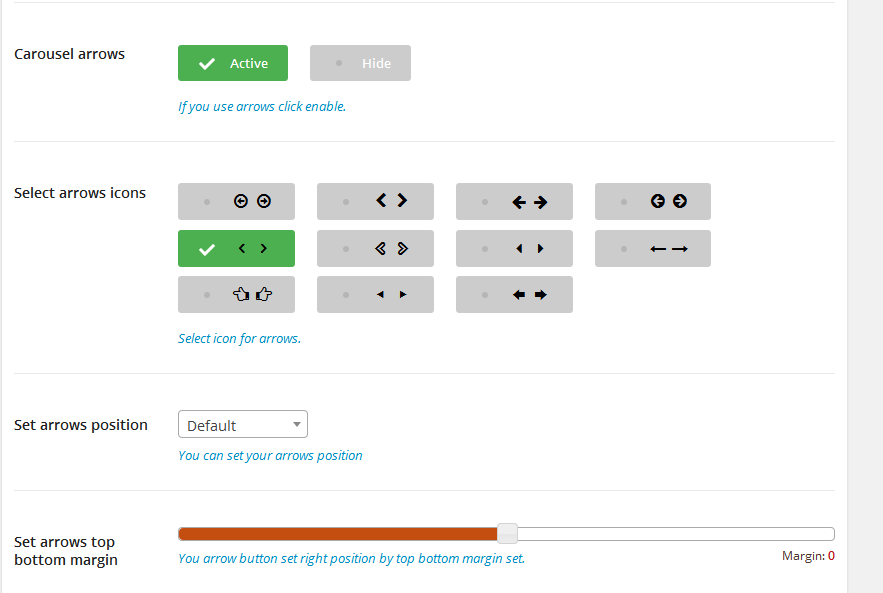 Carousel arrows
Active
Hide
If you use arrows click enable.
Select arrows icons
Select icon for arrows.
Set arrows position
Default
You can set your arrows position
Set arrows top
bottom margin
You arrow button set right position by top bottom margin set.
Margin: 0